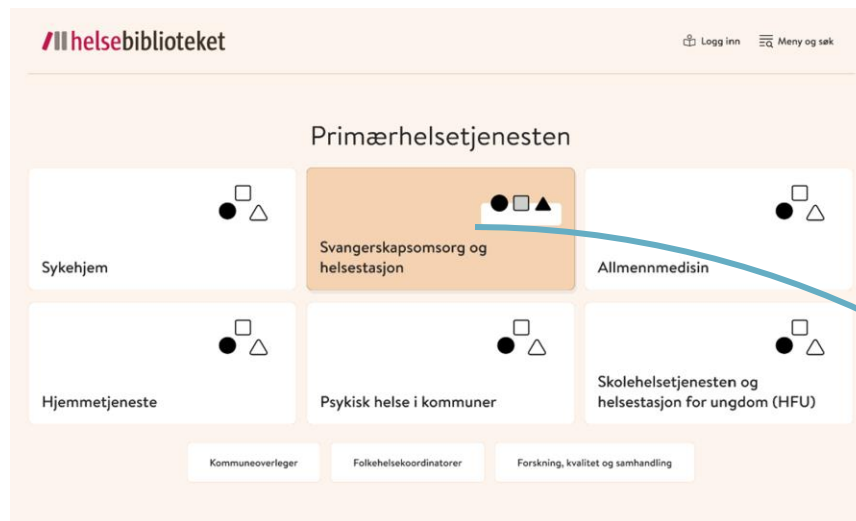 helsebiblioteket
Logg inn
Meny og søk
Primærhelsetjenesten
Sykehjem
Svangerskapsomsorg og
helsestasjon
Allmennmedisin
Hjemmetjeneste
Psykisk helse i kommuner
Skolehelsetjenesten og
helsestasjon for ungdom (HFU)
Kommuneoverleger
Folkehelsekoordinatorer
Forskning, kvalitet og samhandling